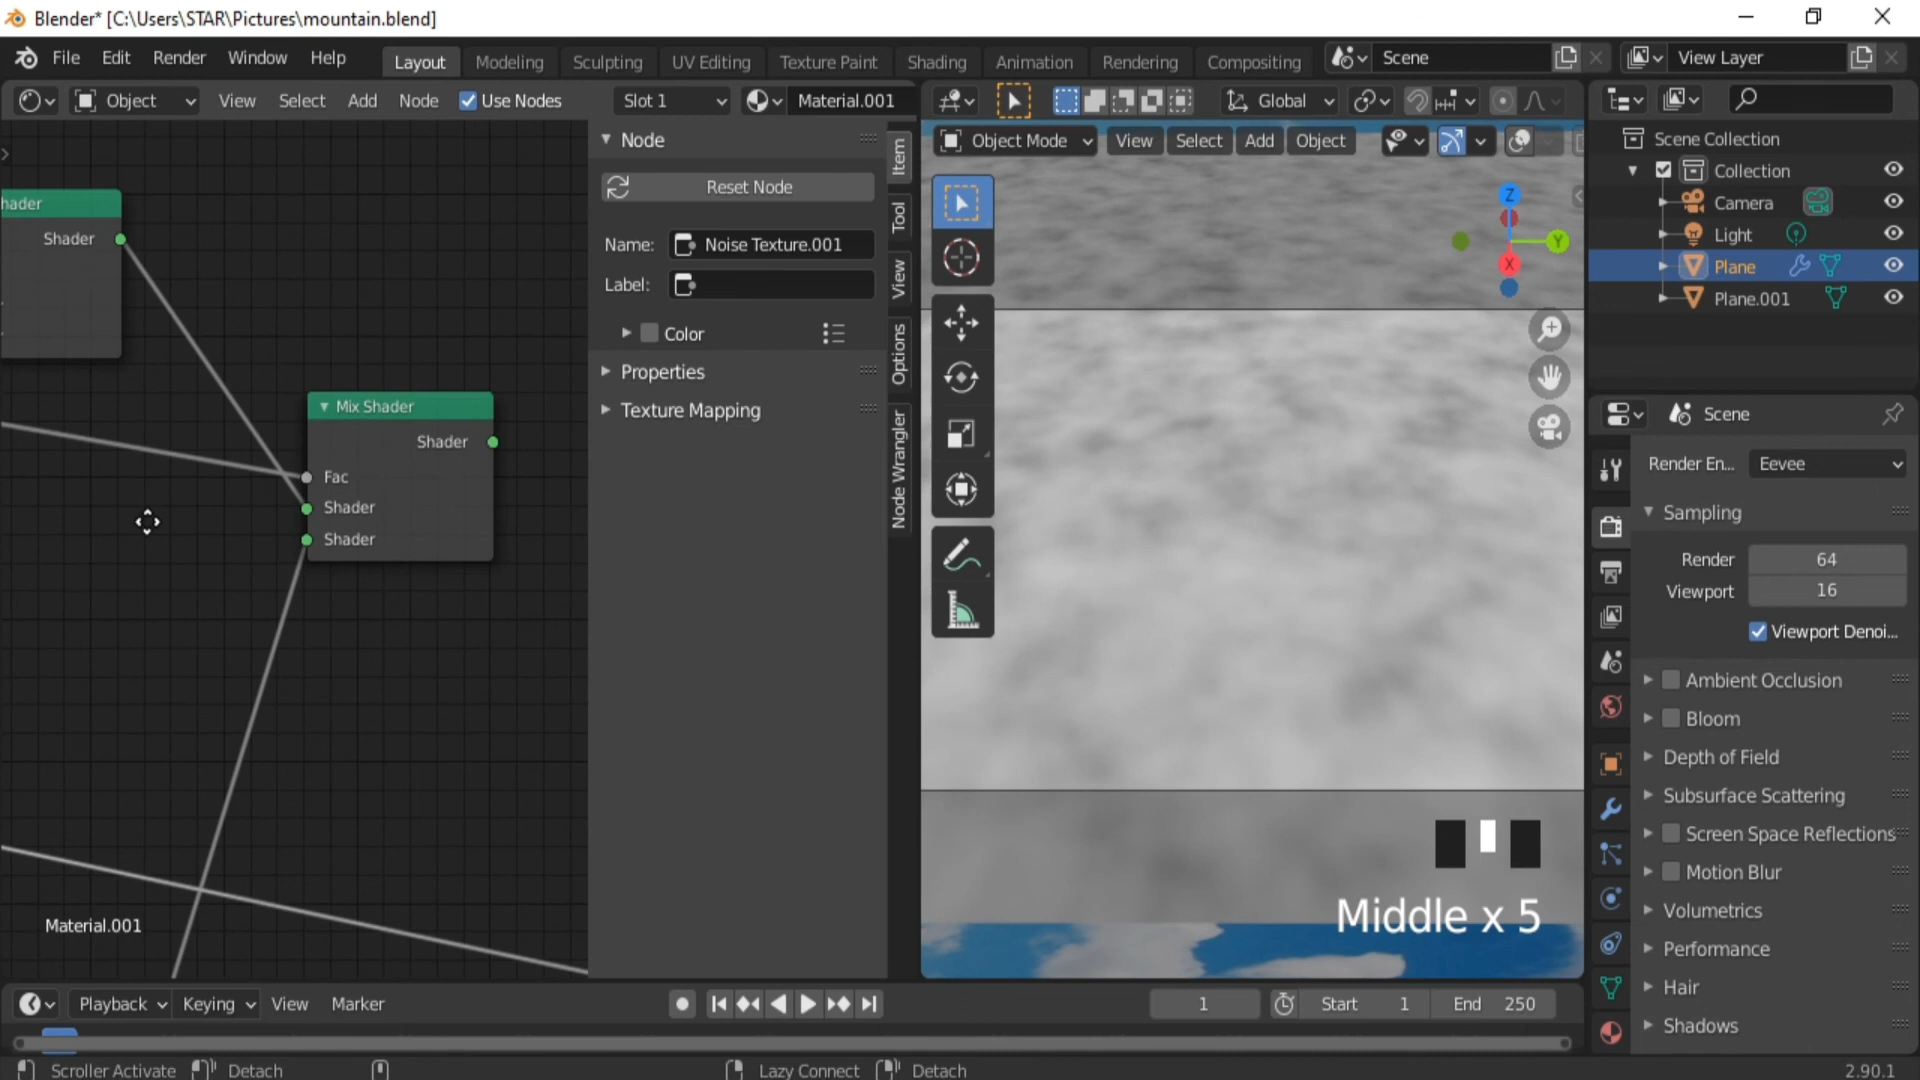 Blender* [C:\Users\STAR\Pictures\mountain.blend]
File Edit Render Window Help Layout Modeling Sculpting UV Editing Texture Paint Shading Animation Rendering Compositing Scene View Layer
Object View Select Add Node Use Nodes Slot 1 Material.001 Global
Object Mode View Select Add Object
Node
Reset Node
Name: Noise Texture.001
Label:
Color
Properties
Texture Mapping
Item
Tool
View
Options
Node Wrangler
hader
Shader
Mix Shader
Shader
Fac
Shader
Shader
Material.001
Z
Y
X
Middle x 5
Scene Collection
Collection
Camera
Light
Plane
Plane.001
Scene
Render En... Eevee
Sampling
Render 64
Viewport 16
Viewport Denoi...
Ambient Occlusion
Bloom
Depth of Field
Subsurface Scattering
Screen Space Reflections
Motion Blur
Volumetrics
Performance
Hair
Shadows
Playback Keying View Marker 1 Start 1 End 250
Scroller Activate Detach Lazy Connect Detach 2.90.1